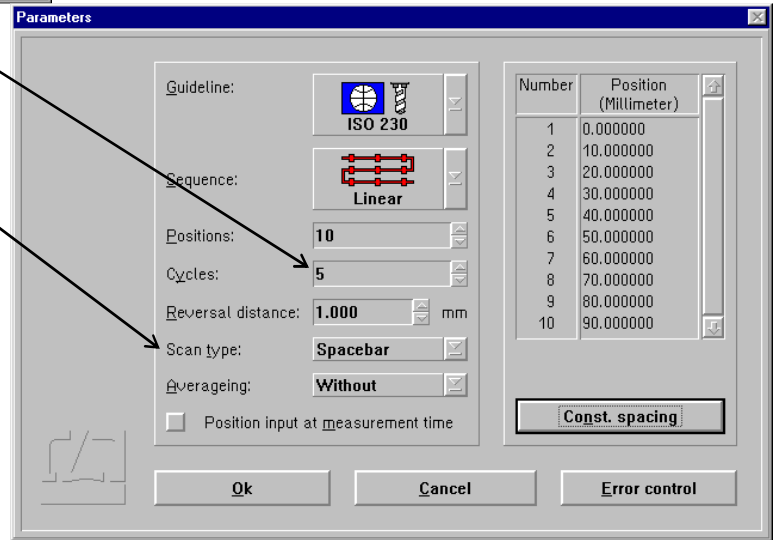 Parameters
Guideline:
ISO 230
Sequence:
Linear
Positions: 10
Cycles: 5
Reversal distance: 1.000 mm
Scan type: Spacebar
Averageing: Without
Position input at measurement time
Number Position
(Millimeter)
1 0.000000
2 10.000000
3 20.000000
4 30.000000
5 40.000000
6 50.000000
7 60.000000
8 70.000000
9 80.000000
10 90.000000
Const. spacing
Ok Cancel Error control